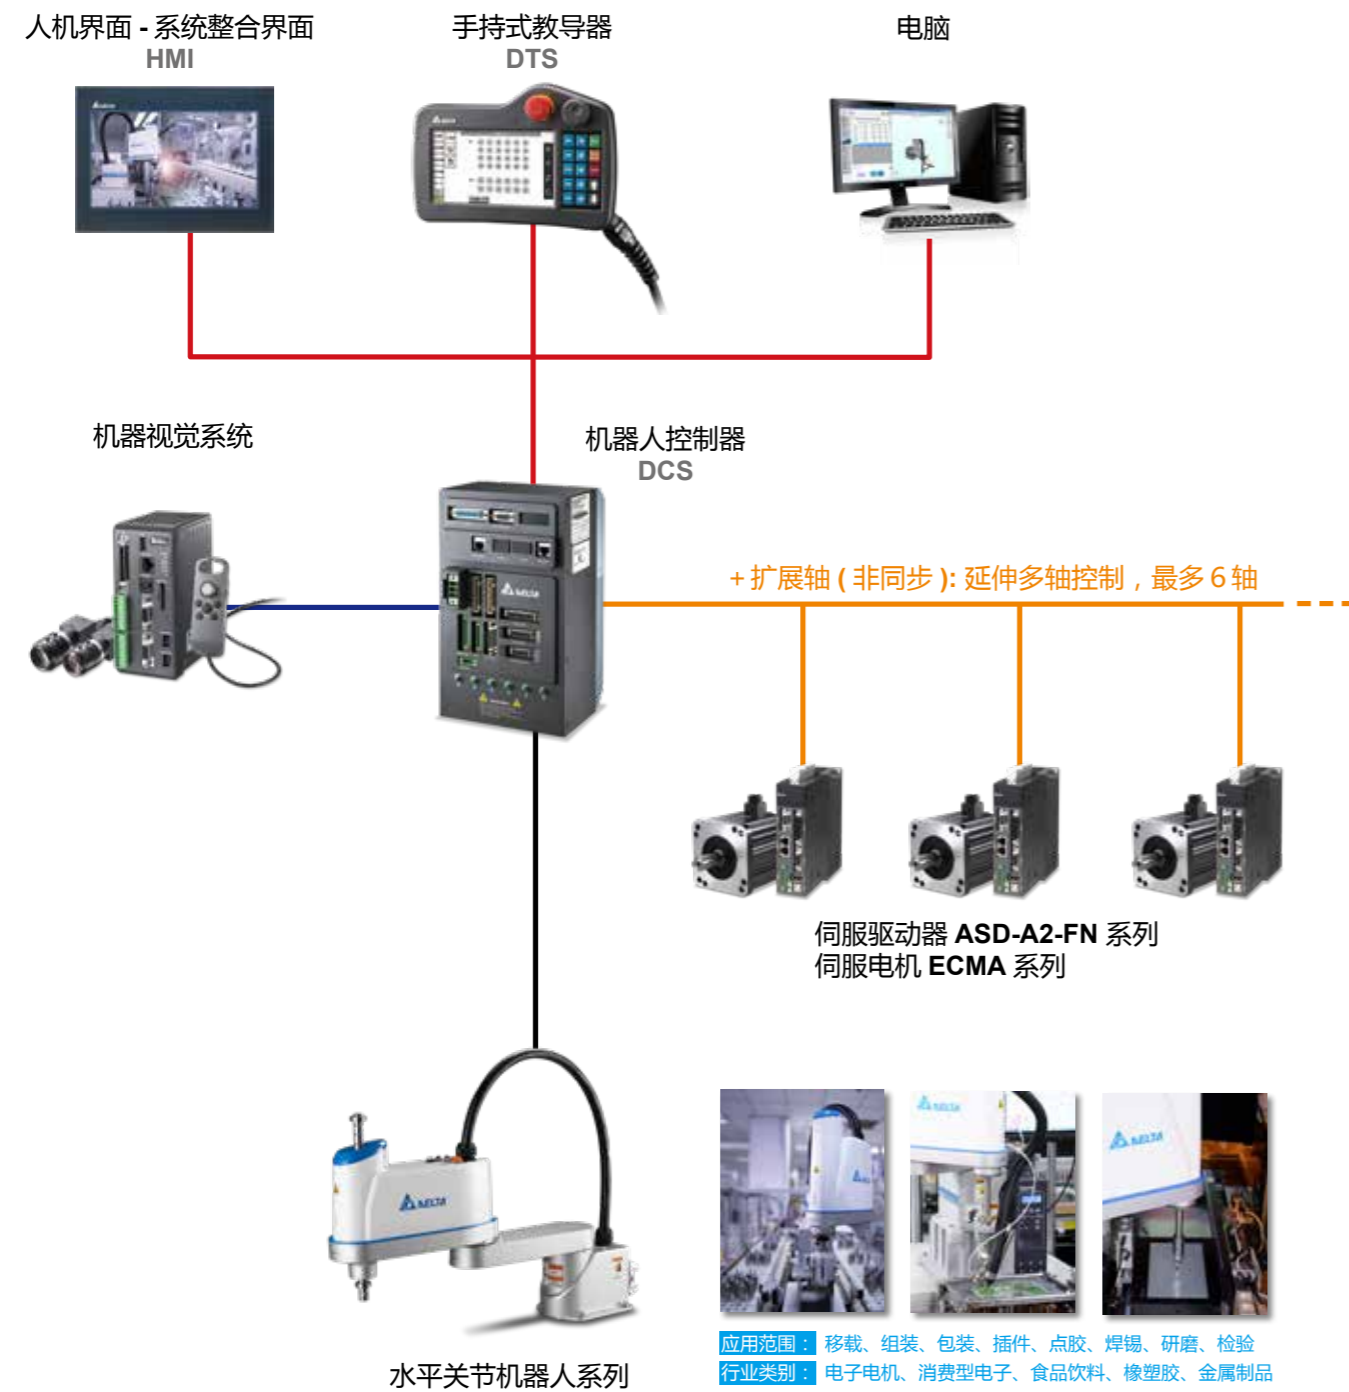 人机界面 - 系统整合界面
HMI
手持式教导器
DTS
电脑
机器视觉系统
机器人控制器
DCS
+ 扩展轴 ( 非同步 ): 延伸多轴控制，最多 6 轴
伺服驱动器 ASD-A2-FN 系列
伺服电机 ECMA 系列
DELTA
DELTA
DELTA
DELTA
水平关节机器人系列
应用范围： 移载、组装、包装、插件、点胶、焊锡、研磨、检验
行业类别： 电子电机、消费型电子、食品饮料、橡塑胶、金属制品